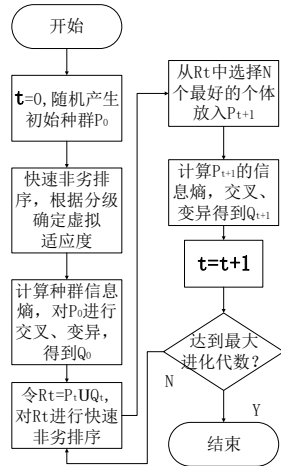 开始
t=0,随机产生
初始种群P₀
快速非劣排
序，根据分级
确定虚拟
适应度
计算种群信息
熵，对P₀进行
交叉、变异，
得到Q₀
令Rt=PₜUQₜ,
对Rt进行快速
非劣排序
从Rt中选择N
个最好的个体
放入Pₜ₊₁
计算Pₜ₊₁的信
息熵，交叉、
变异得到Qₜ₊₁
t=t+1
达到最大
进化代数?
N
Y
结束